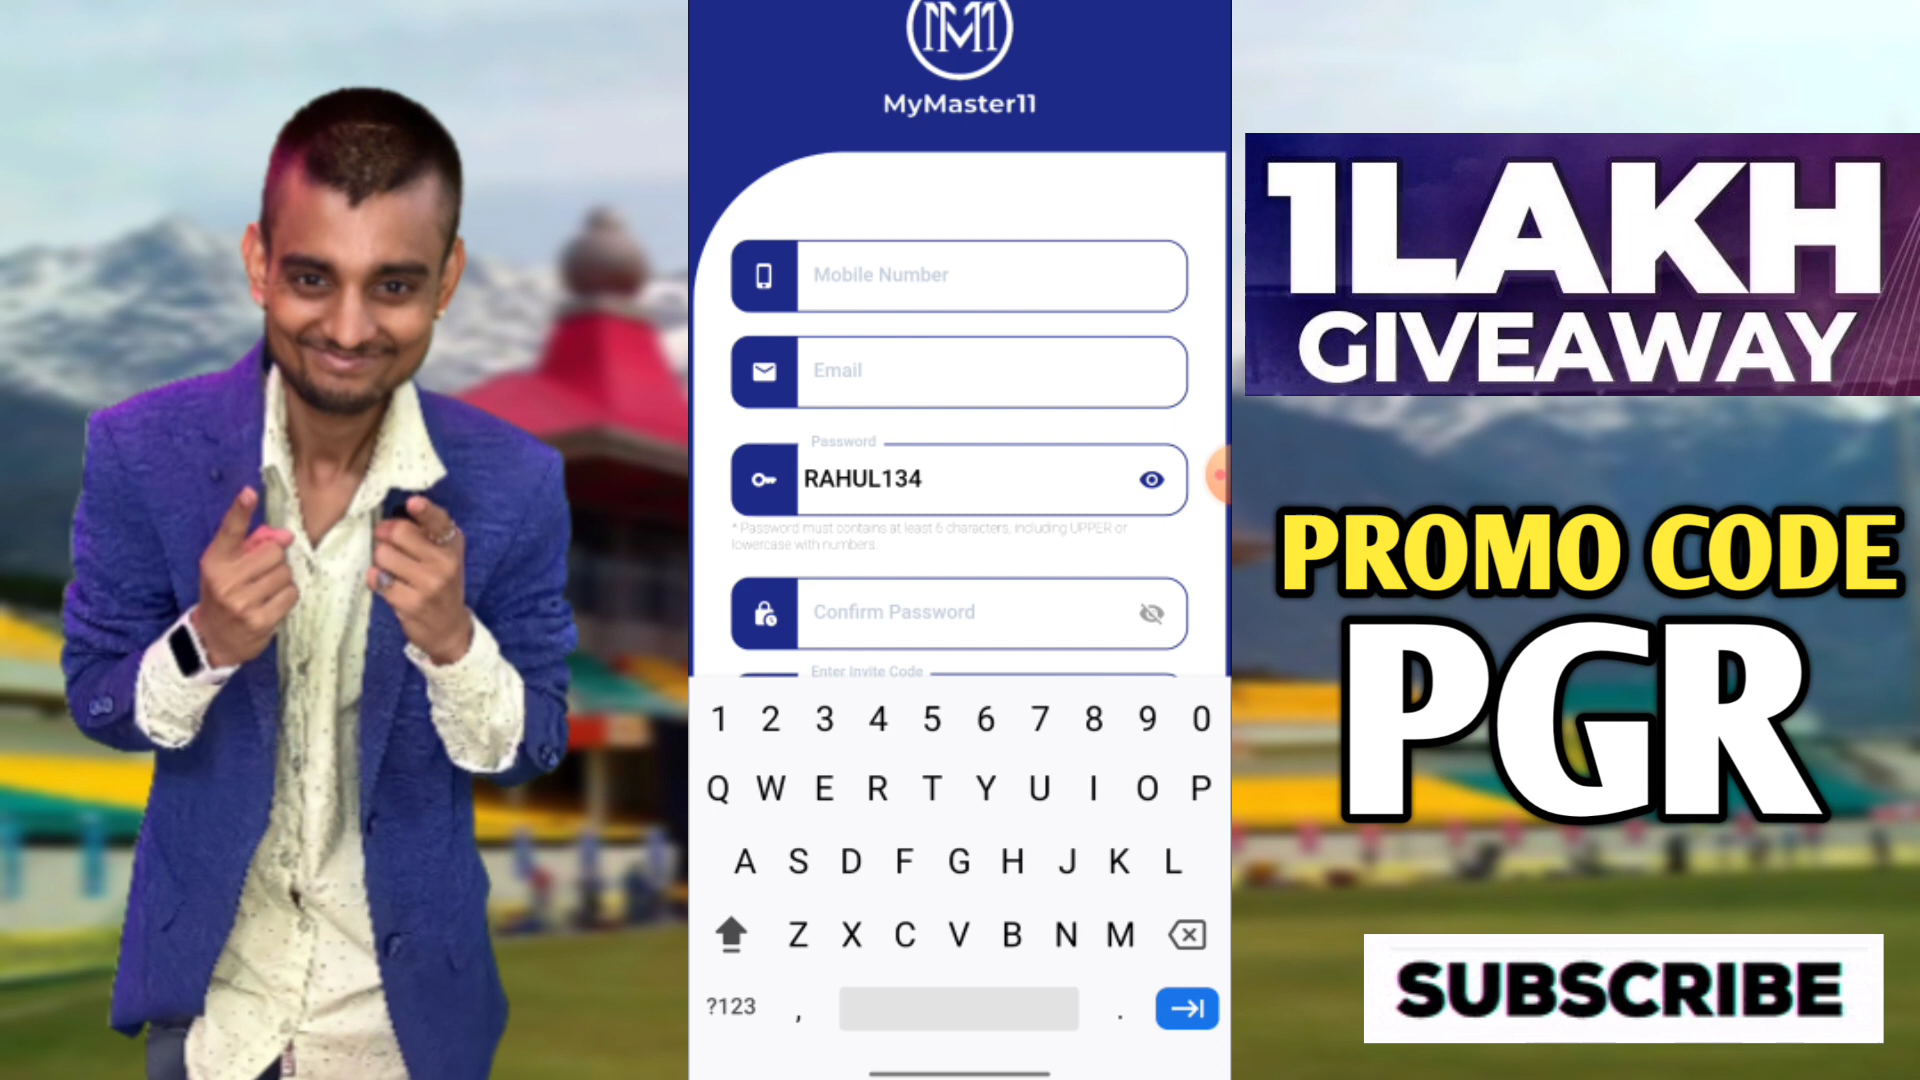 MyMaster11
Mobile Number
Email
Password
RAHUL134
* Password must contains at least 6 characters, including UPPER or
lowercase with numbers.
Confirm Password
Enter Invite Code
1 2 3 4 5 6 7 8 9 0
Q W E R T Y U I O P
A S D F G H J K L
Z X C V B N M
?123 , .
1LAKH
GIVEAWAY
PROMO CODE
PGR
SUBSCRIBE